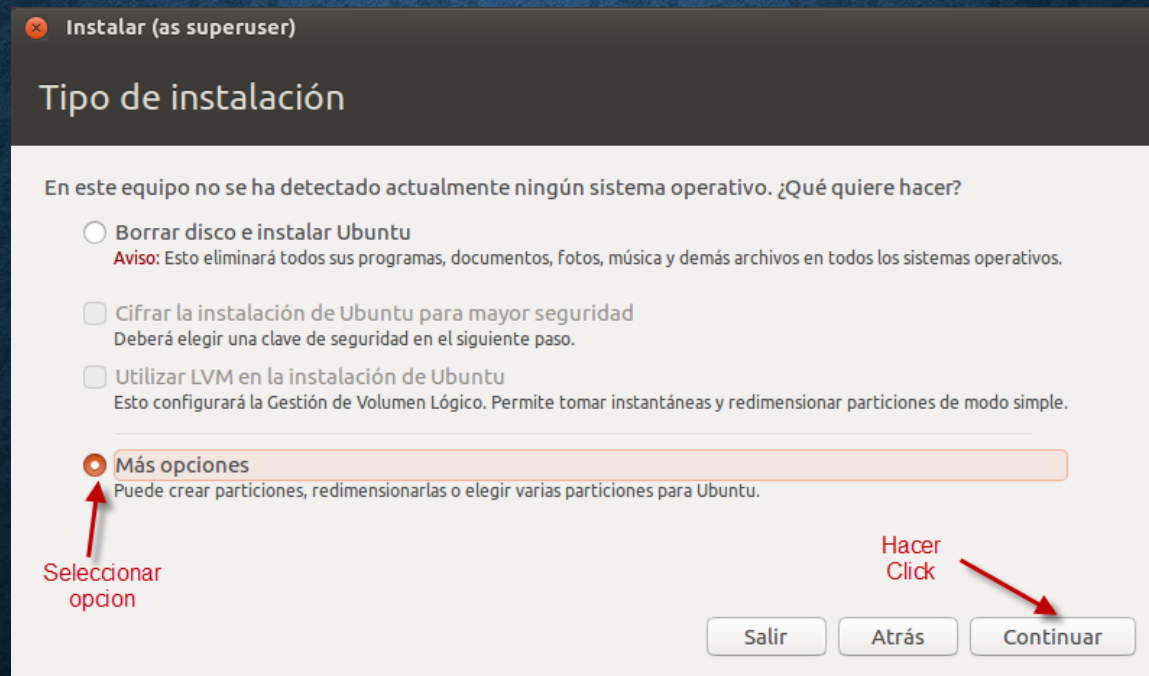 Instalar (as superuser)
Tipo de instalación
En este equipo no se ha detectado actualmente ningún sistema operativo. ¿Qué quiere hacer?
Borrar disco e instalar Ubuntu
Aviso: Esto eliminará todos sus programas, documentos, fotos, música y demás archivos en todos los sistemas operativos.
Cifrar la instalación de Ubuntu para mayor seguridad
Deberá elegir una clave de seguridad en el siguiente paso.
Utilizar LVM en la instalación de Ubuntu
Esto configurará la Gestión de Volumen Lógico. Permite tomar instantáneas y redimensionar particiones de modo simple.
Más opciones
Puede crear particiones, redimensionarlas o elegir varias particiones para Ubuntu.
Seleccionar
opcion
Hacer
Click
Salir
Atrás
Continuar